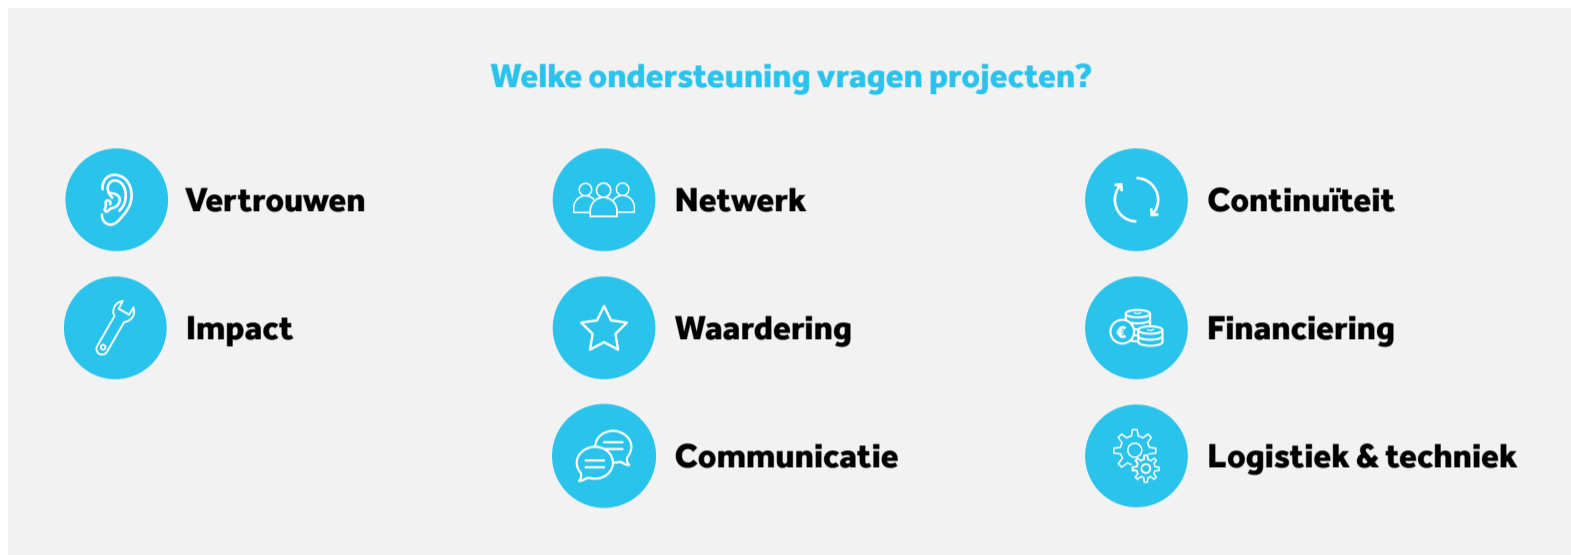 Welke ondersteuning vragen projecten?
Vertrouwen
Netwerk
Continuïteit
Impact
Waardering
€
Financiering
Communicatie
Logistiek & techniek